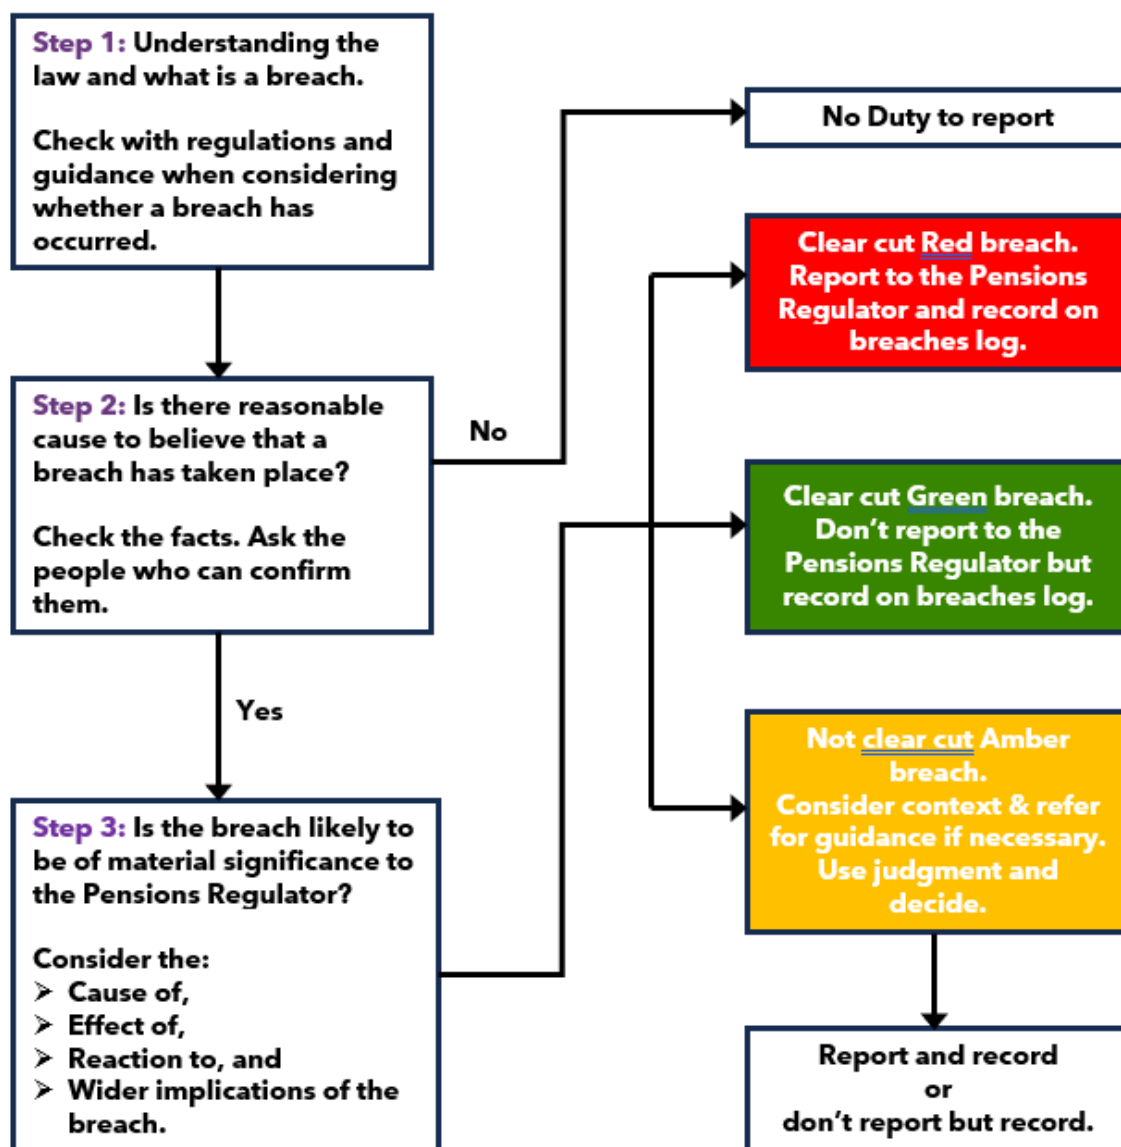 Step 1: Understanding the
law and what is a breach.
Check with regulations and
guidance when considering
whether a breach has
occurred.
Step 2: Is there reasonable
cause to believe that a
breach has taken place?
Check the facts. Ask the
people who can confirm
them.
No
Yes
Step 3: Is the breach likely to
be of material significance to
the Pensions Regulator?
Consider the:
➢ Cause of,
➢ Effect of,
➢ Reaction to, and
➢ Wider implications of the
breach.
No Duty to report
Clear cut Red breach.
Report to the Pensions
Regulator and record on
breaches log.
Clear cut Green breach.
Don’t report to the
Pensions Regulator but
record on breaches log.
Not clear cut Amber
breach.
Consider context & refer
for guidance if necessary.
Use judgment and
decide.
Report and record
or
don’t report but record.